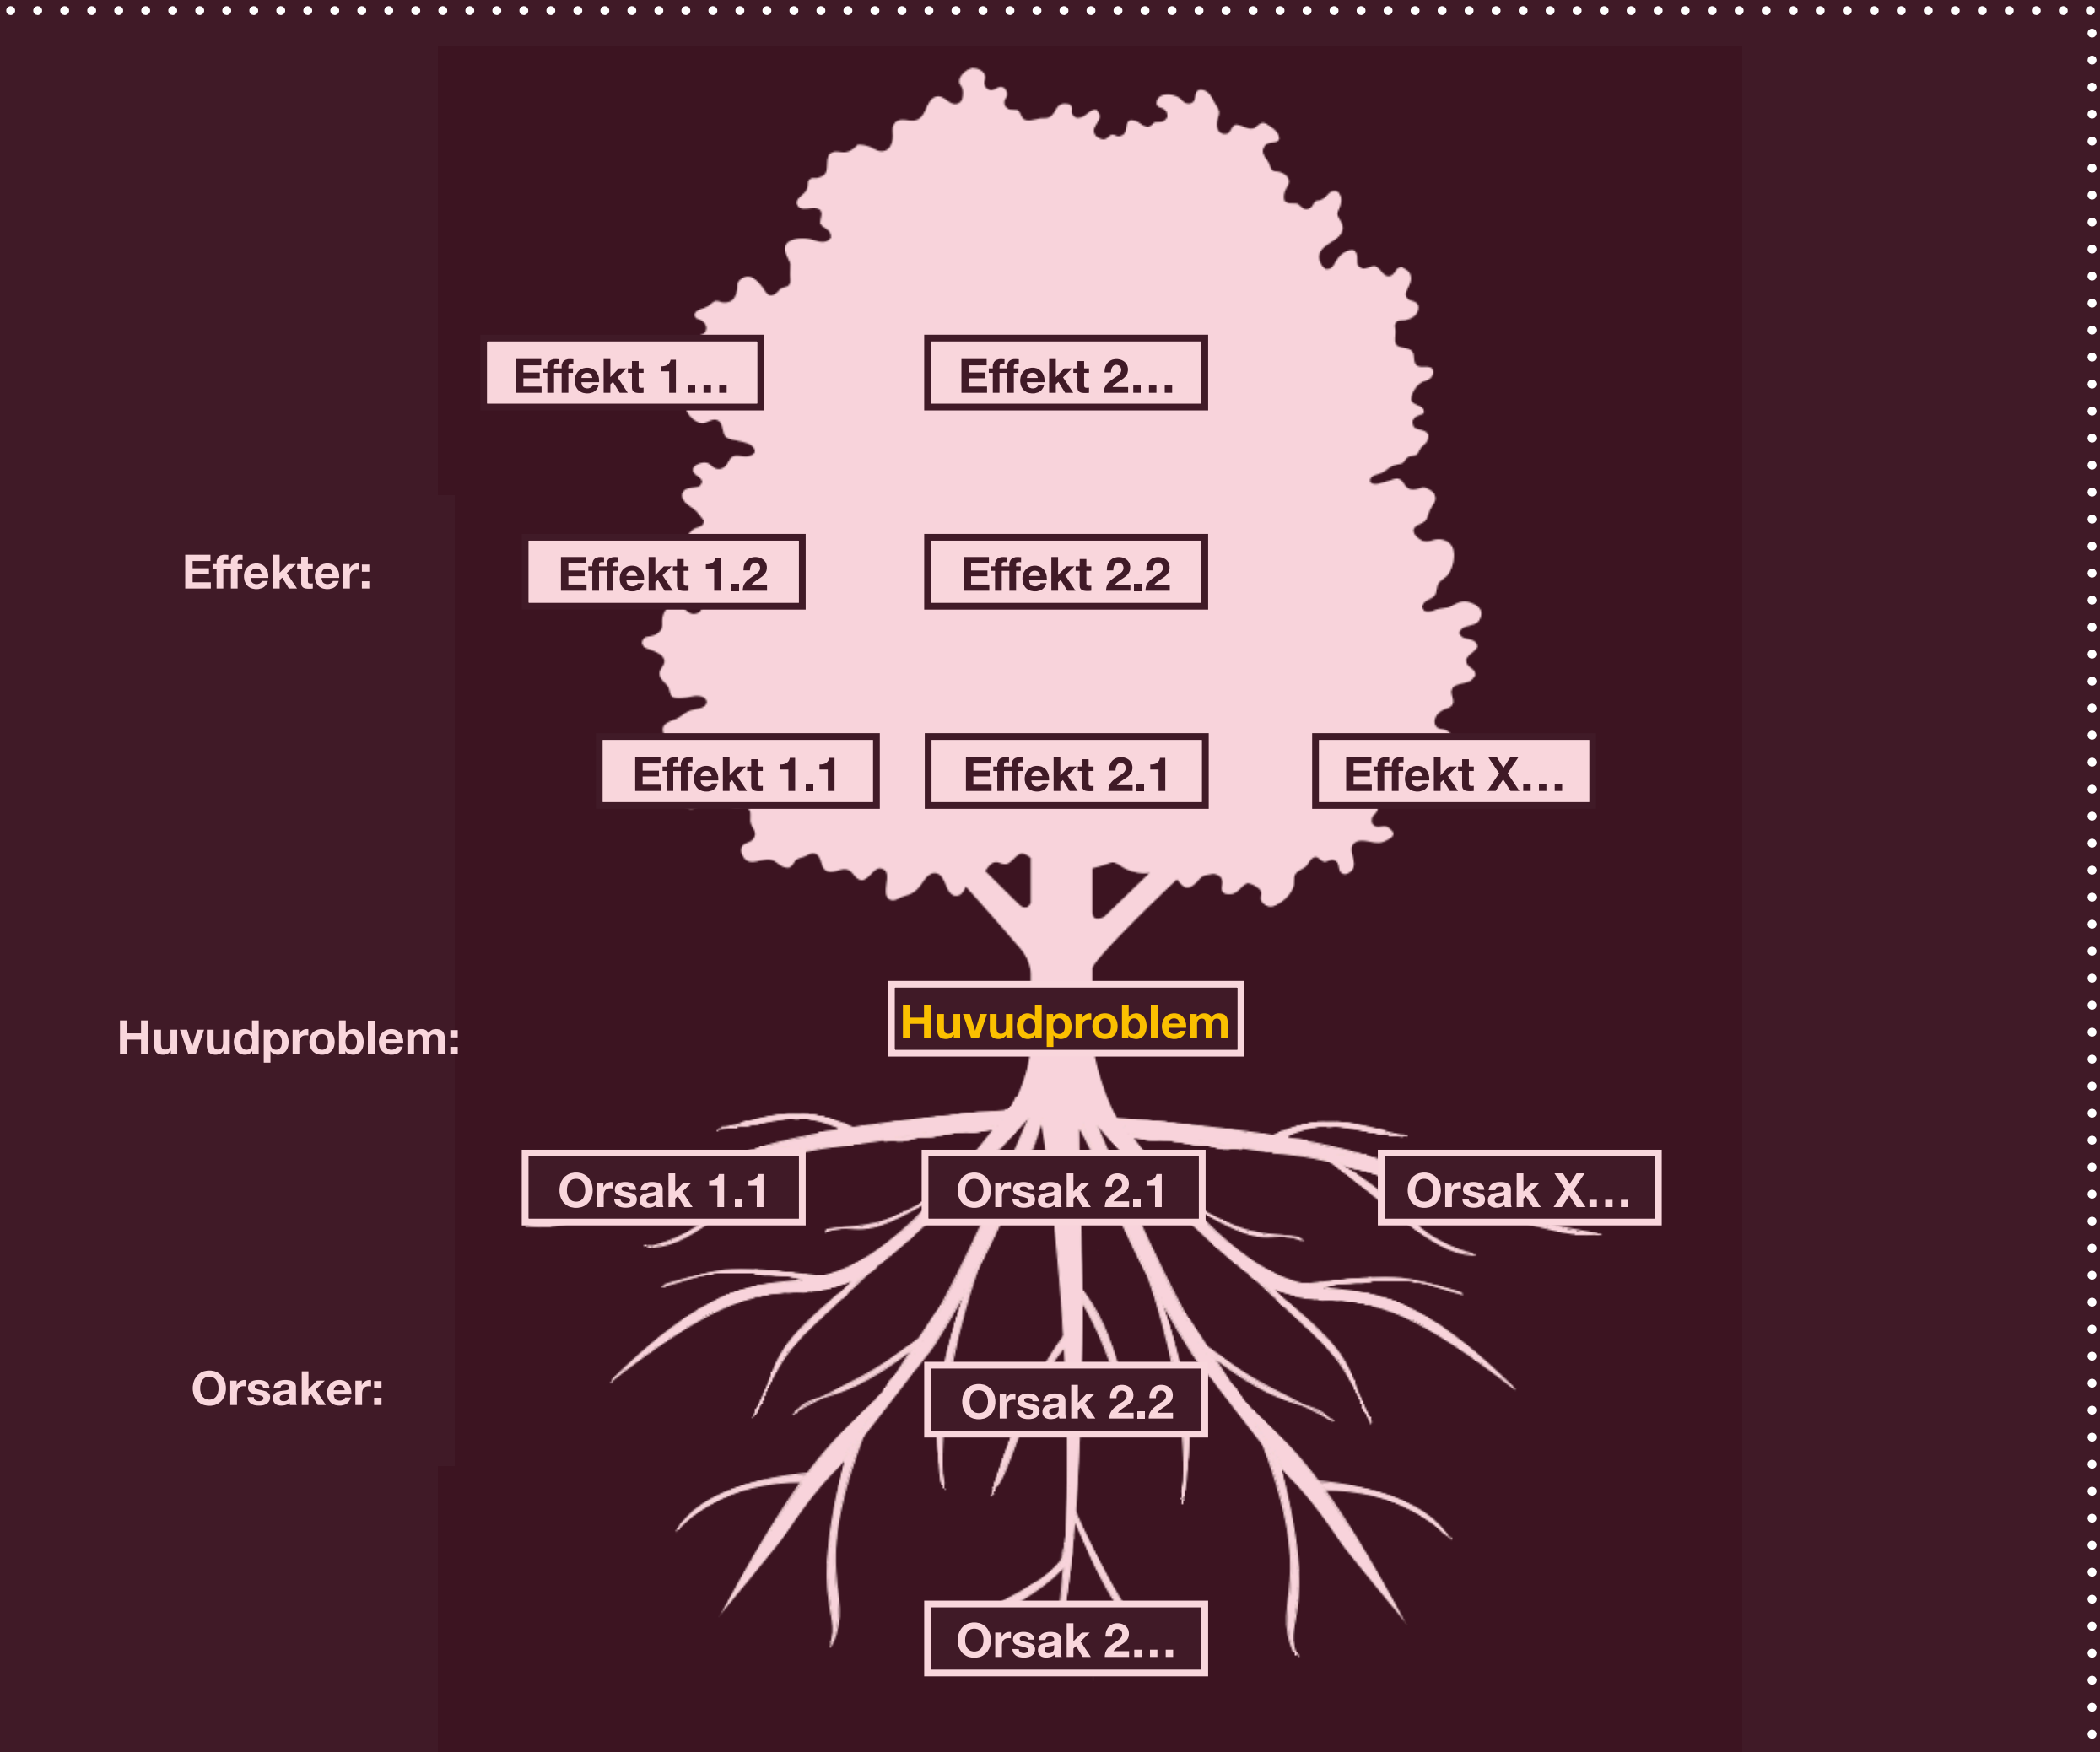 Effekt 1...
Effekt 2...
Effekter:
Effekt 1.2
Effekt 2.2
Effekt 1.1
Effekt 2.1
Effekt X...
Huvudproblem:
Huvudproblem
Orsak 1.1
Orsak 2.1
Orsak X...
Orsaker:
Orsak 2.2
Orsak 2...